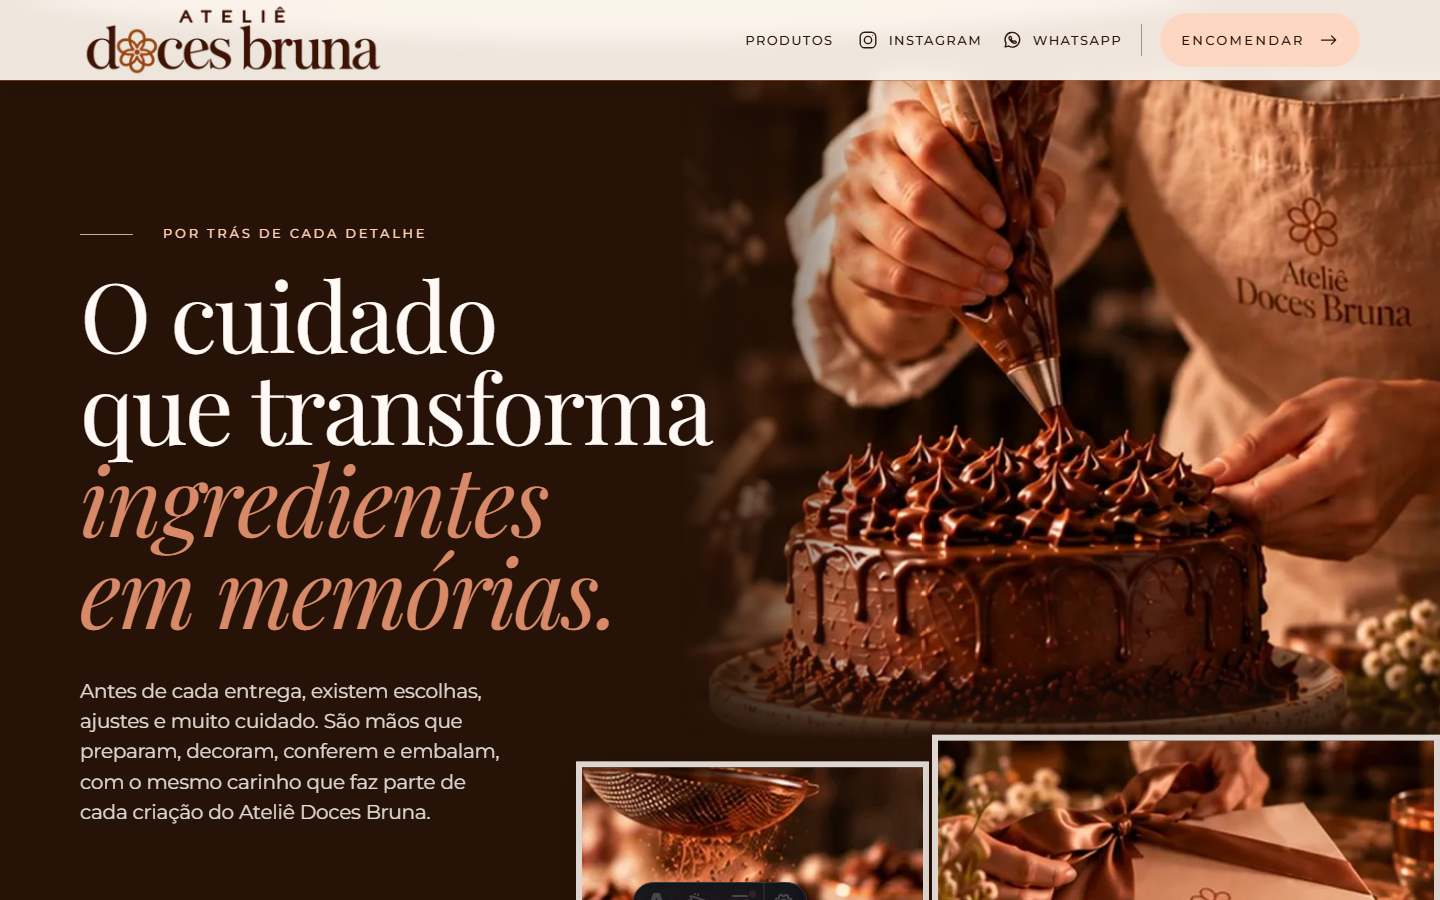 ATELIÊ
doces bruna
PRODUTOS
INSTAGRAM
WHATSAPP
ENCOMENDAR →
POR TRÁS DE CADA DETALHE
O cuidado
que transforma
ingredientes
em memórias.
Antes de cada entrega, existem escolhas,
ajustes e muito cuidado. São mãos que
preparam, decoram, conferem e embalam,
com o mesmo carinho que faz parte de
cada criação do Ateliê Doces Bruna.
Ateliê
Doces Bruna